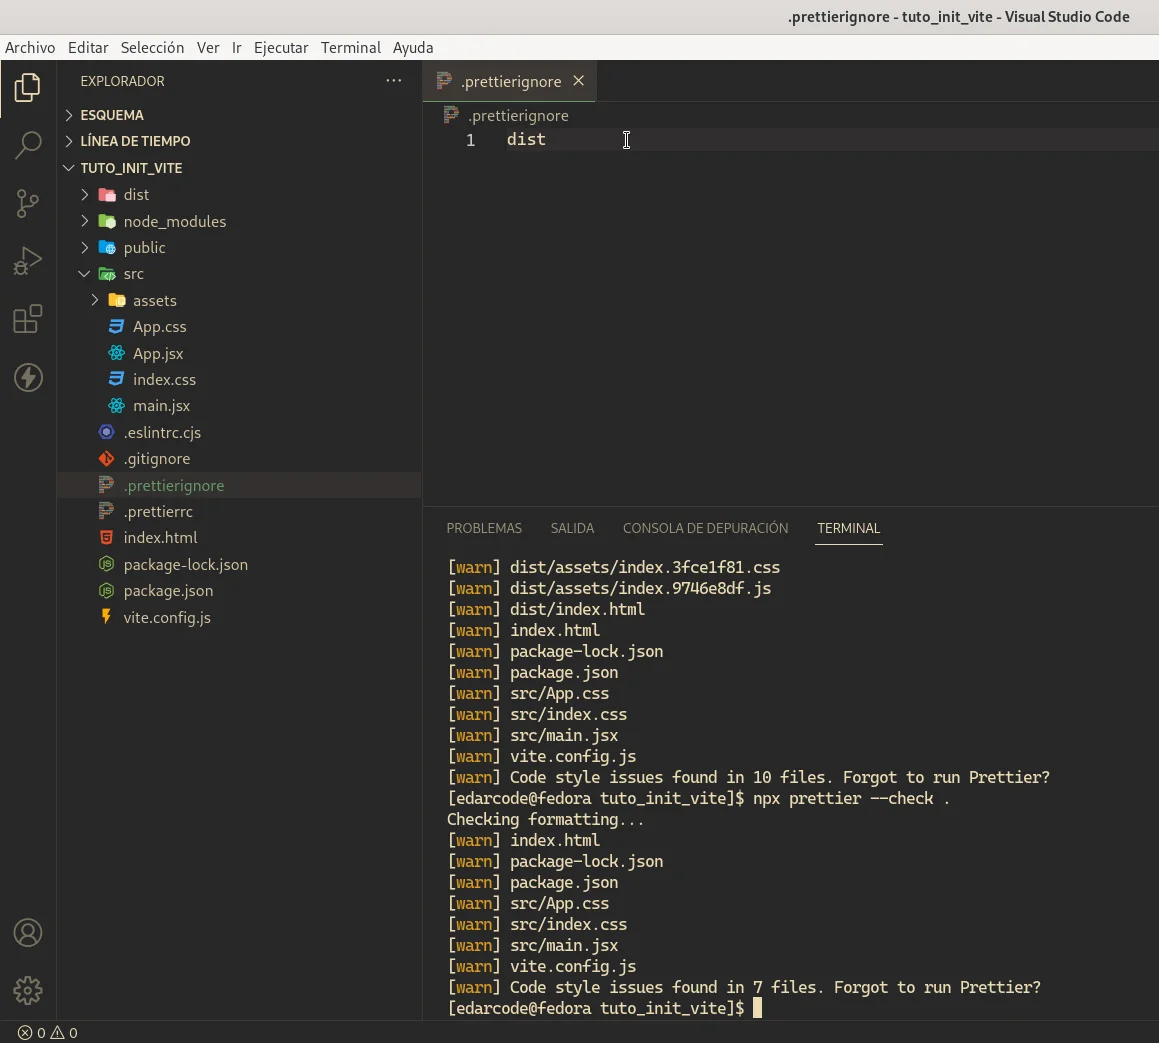 .prettierignore - tuto_init_vite - Visual Studio Code
Archivo Editar Selección Ver Ir Ejecutar Terminal Ayuda
EXPLORADOR ···
ESQUEMA
LÍNEA DE TIEMPO
TUTO_INIT_VITE
dist
node_modules
public
src
assets
App.css
App.jsx
index.css
main.jsx
.eslintrc.cjs
.gitignore
.prettierignore
.prettierrc
index.html
package-lock.json
package.json
vite.config.js
.prettierignore
.prettierignore
1 dist
PROBLEMAS SALIDA CONSOLA DE DEPURACIÓN TERMINAL
[warn] dist/assets/index.3fce1f81.css
[warn] dist/assets/index.9746e8df.js
[warn] dist/index.html
[warn] index.html
[warn] package-lock.json
[warn] package.json
[warn] src/App.css
[warn] src/index.css
[warn] src/main.jsx
[warn] vite.config.js
[warn] Code style issues found in 10 files. Forgot to run Prettier?
[edarcode@fedora tuto_init_vite]$ npx prettier --check .
Checking formatting...
[warn] index.html
[warn] package-lock.json
[warn] package.json
[warn] src/App.css
[warn] src/index.css
[warn] src/main.jsx
[warn] vite.config.js
[warn] Code style issues found in 7 files. Forgot to run Prettier?
[edarcode@fedora tuto_init_vite]$
0 0